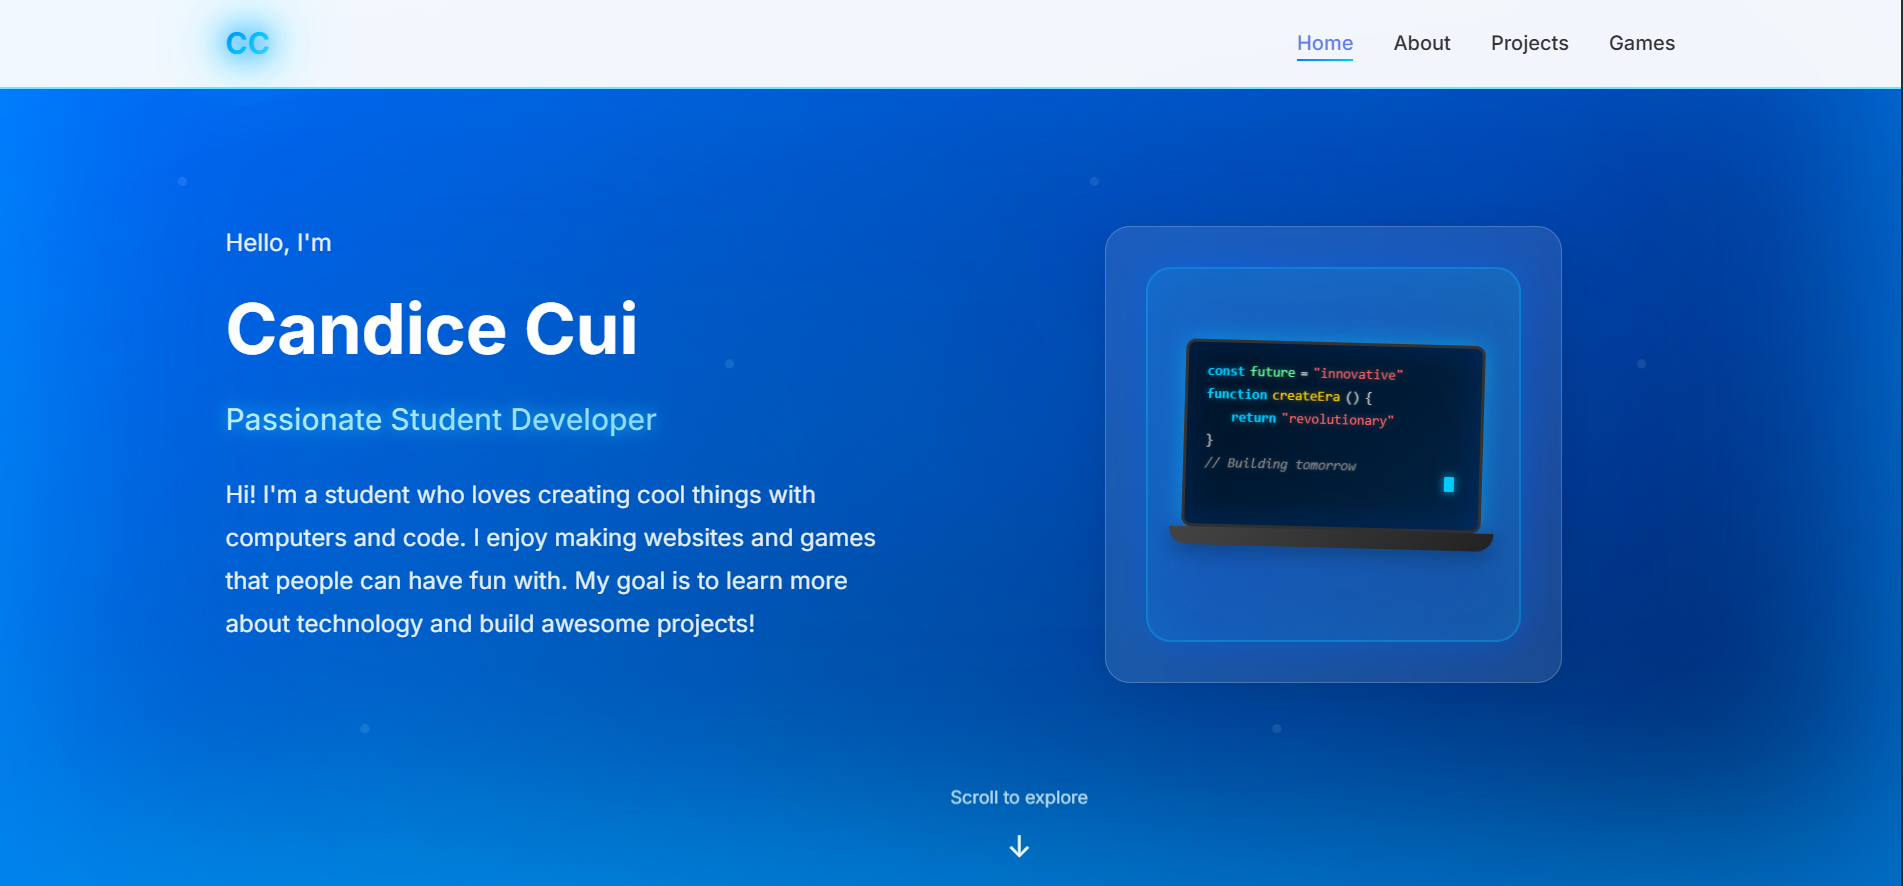 CC
Home
About
Projects
Games
Hello, I'm
Candice Cui
Passionate Student Developer
Hi! I'm a student who loves creating cool things with
computers and code. I enjoy making websites and games
that people can have fun with. My goal is to learn more
about technology and build awesome projects!
const future = "innovative"
function createEra () {
return "revolutionary"
}
// Building tomorrow
Scroll to explore